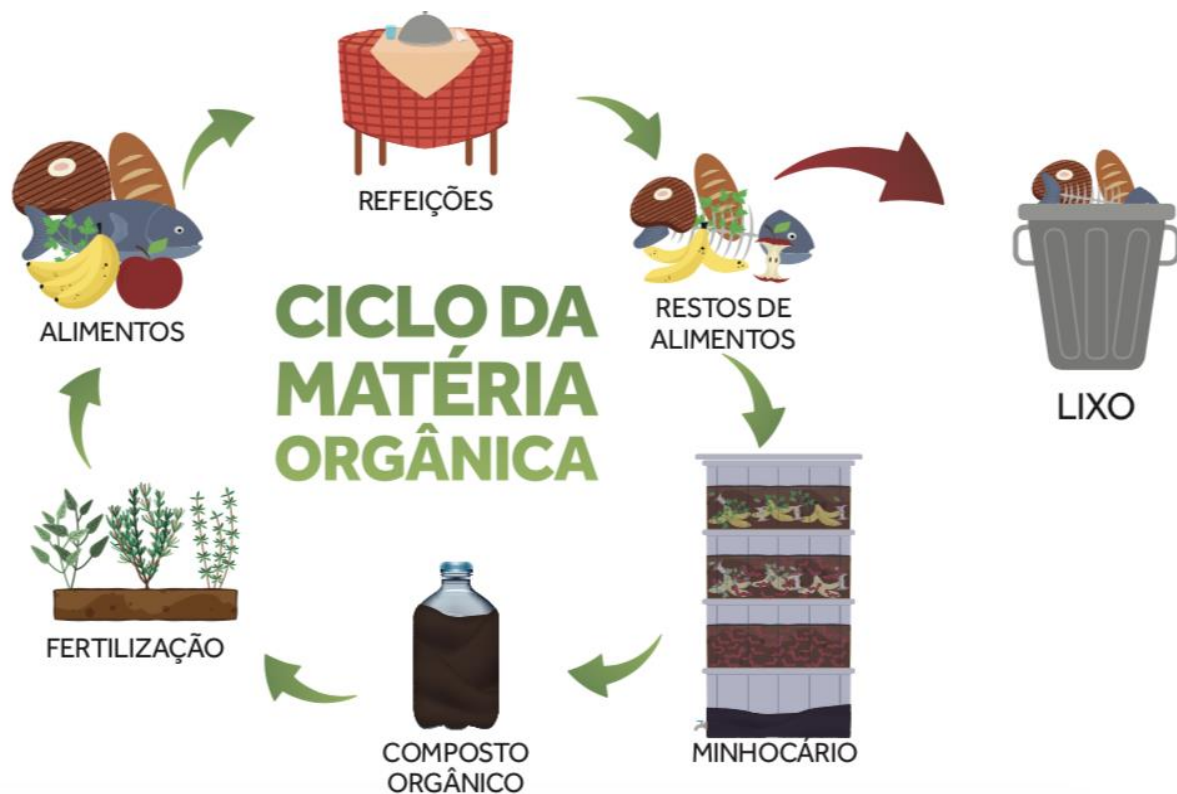 REFEIÇÕES
ALIMENTOS
CICLO DA
MATÉRIA
ORGÂNICA
RESTOS DE
ALIMENTOS
LIXO
FERTILIZAÇÃO
COMPOSTO
ORGÂNICO
MINHOCÁRIO